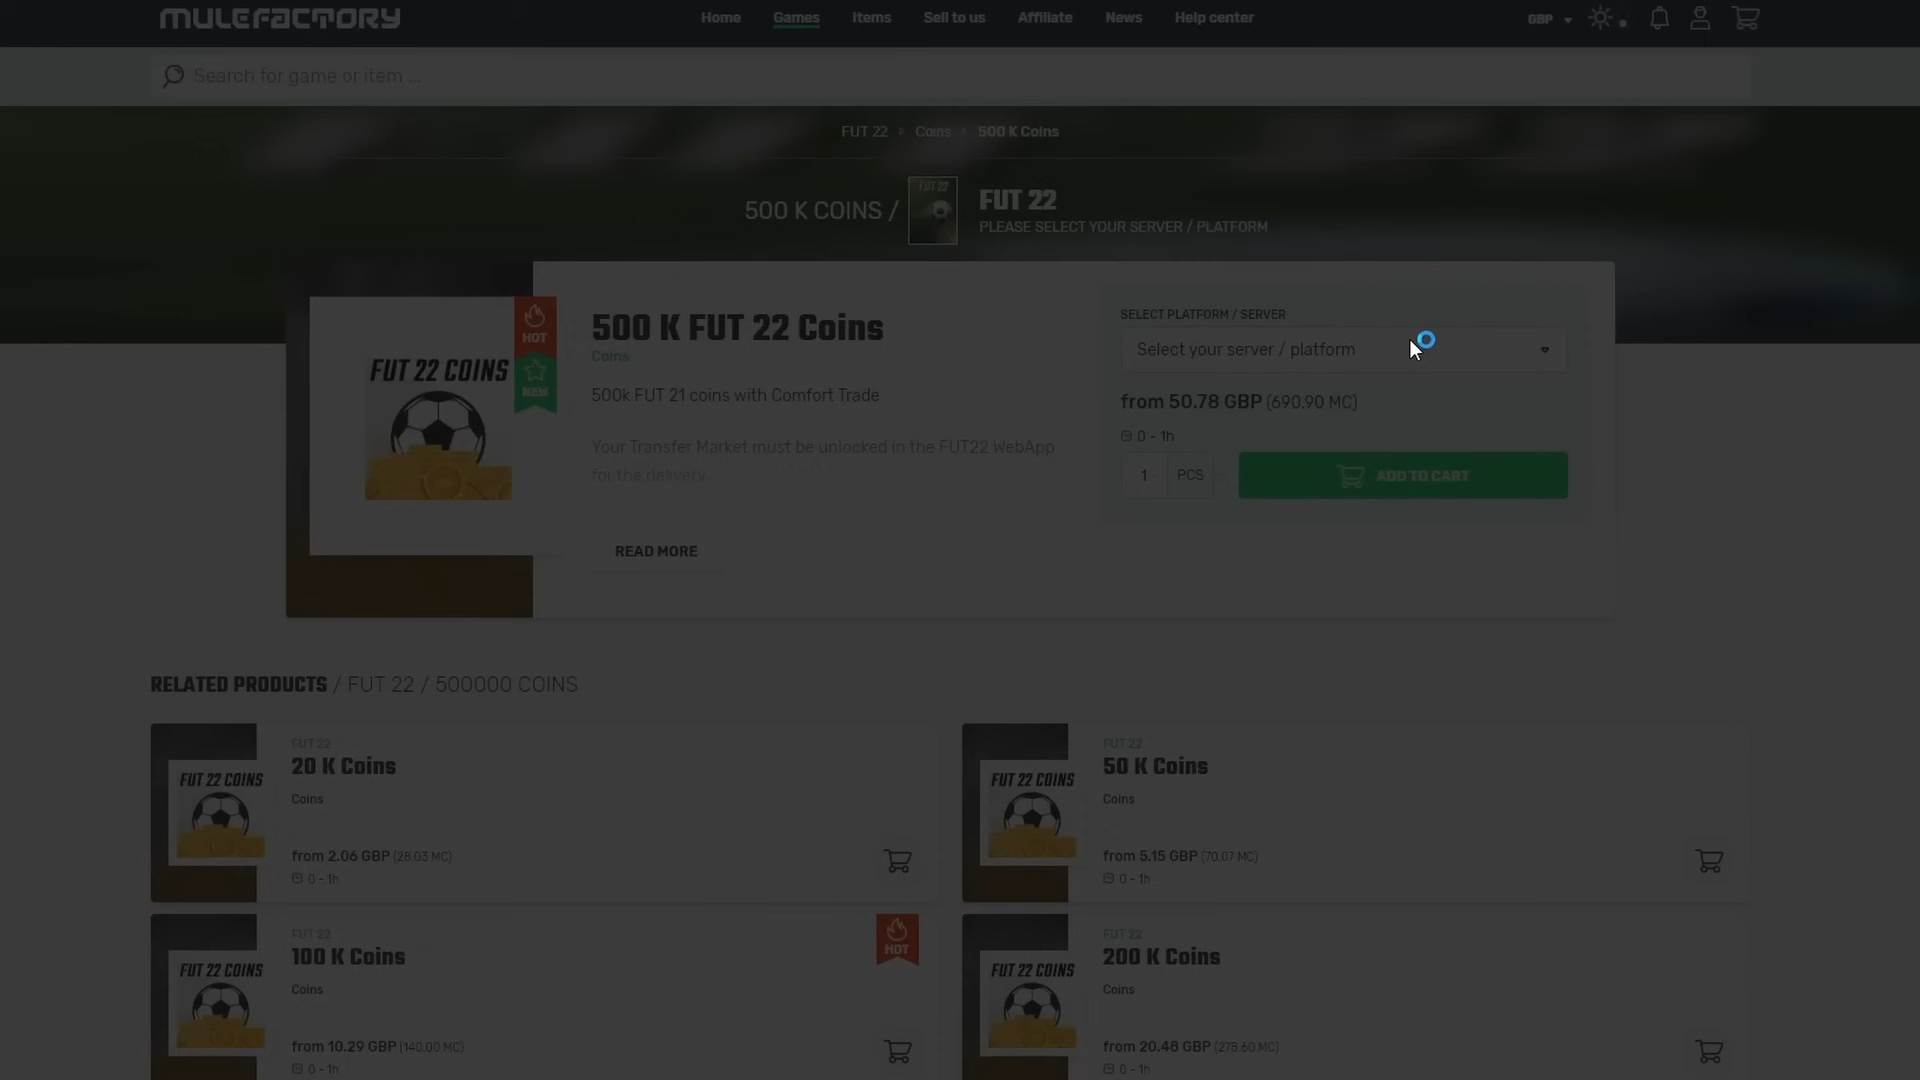 MULEFACTORY
Home Games Items Sell to us Affiliate News Help center GBP
Search for game or item ...
FUT 22 Coins 500 K Coins
500 K COINS / FUT 22
FUT 22
PLEASE SELECT YOUR SERVER / PLATFORM
HOT
NEW
FUT 22 COINS
500 K FUT 22 Coins
Coins
500k FUT 21 coins with Comfort Trade
Your Transfer Market must be unlocked in the FUT22 WebApp
for the delivery.
READ MORE
SELECT PLATFORM / SERVER
Select your server / platform
from 50.78 GBP (690.90 MC)
0 - 1h
1 PCS ADD TO CART
RELATED PRODUCTS / FUT 22 / 500000 COINS
FUT 22 COINS
FUT 22
20 K Coins
Coins
from 2.06 GBP (28.03 MC)
0 - 1h
FUT 22 COINS
FUT 22
50 K Coins
Coins
from 5.15 GBP (70.07 MC)
0 - 1h
FUT 22 COINS
FUT 22
100 K Coins
Coins
from 10.29 GBP (140.00 MC)
0 - 1h
HOT
FUT 22 COINS
FUT 22
200 K Coins
Coins
from 20.48 GBP (278.60 MC)
0 - 1h